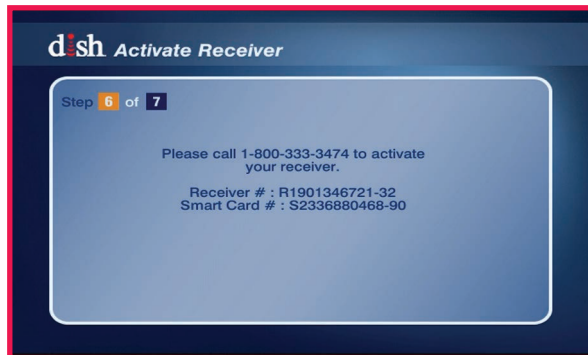 dish Activate Receiver
Step 6 of 7
Please call 1-800-333-3474 to activate
your receiver.
Receiver # : R1901346721-32
Smart Card # : S2336880468-90